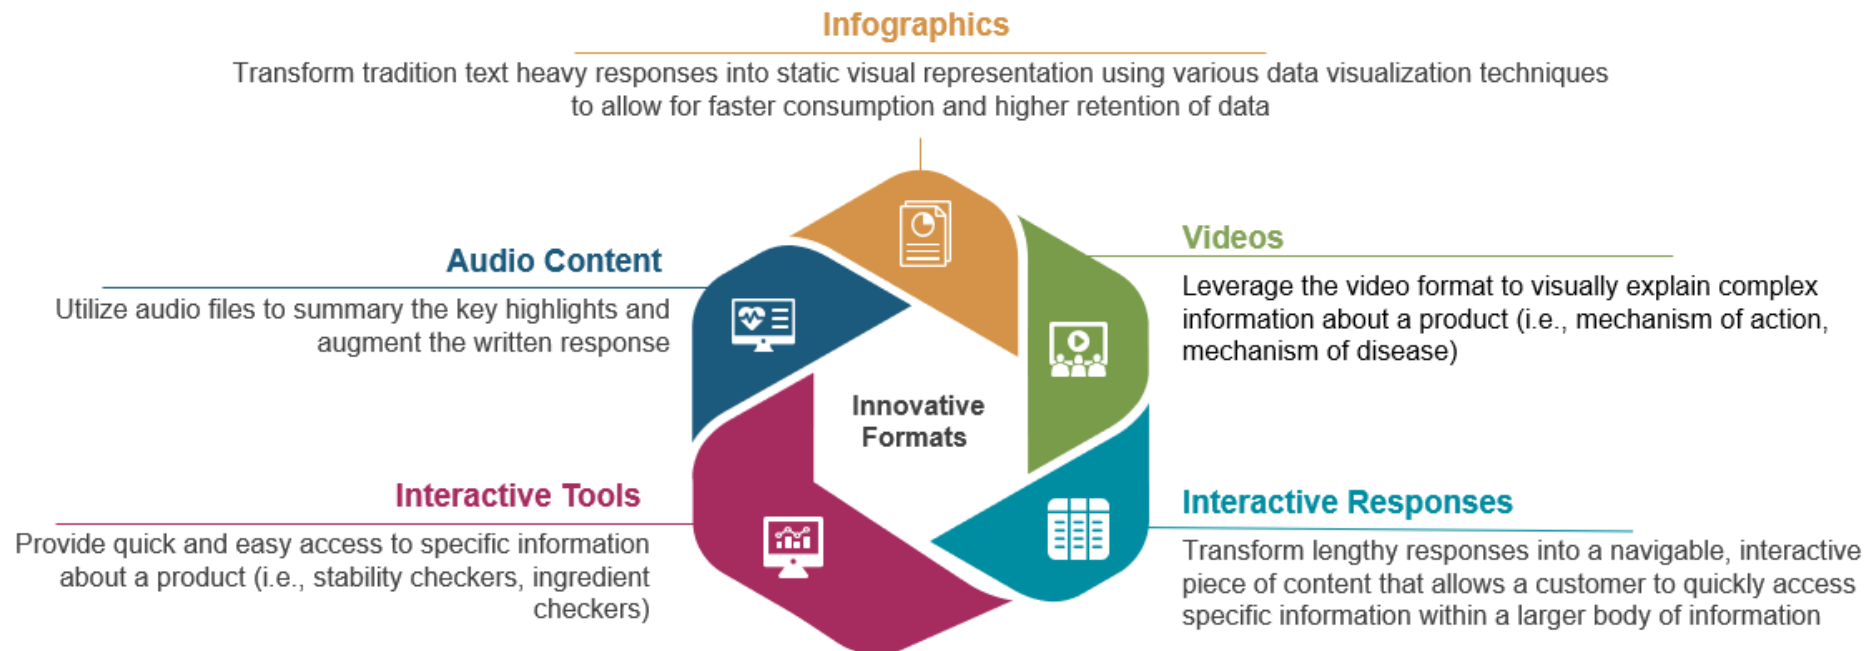 Infographics
Transform tradition text heavy responses into static visual representation using various data visualization techniques
to allow for faster consumption and higher retention of data
Audio Content
Utilize audio files to summary the key highlights and
augment the written response
Videos
Leverage the video format to visually explain complex
information about a product (i.e., mechanism of action,
mechanism of disease)
Innovative
Formats
Interactive Tools
Provide quick and easy access to specific information
about a product (i.e., stability checkers, ingredient
checkers)
Interactive Responses
Transform lengthy responses into a navigable, interactive
piece of content that allows a customer to quickly access
specific information within a larger body of information